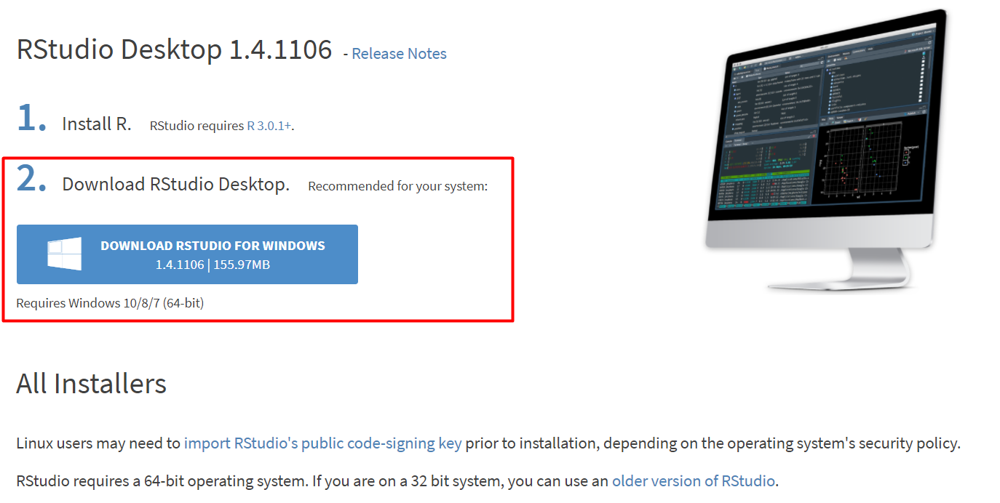 RStudio Desktop 1.4.1106 - Release Notes
1. Install R. RStudio requires R 3.0.1+.
2. Download RStudio Desktop. Recommended for your system:
DOWNLOAD RSTUDIO FOR WINDOWS
1.4.1106 | 155.97MB
Requires Windows 10/8/7 (64-bit)
All Installers
Linux users may need to import RStudio's public code-signing key prior to installation, depending on the operating system's security policy.
RStudio requires a 64-bit operating system. If you are on a 32 bit system, you can use an older version of RStudio.